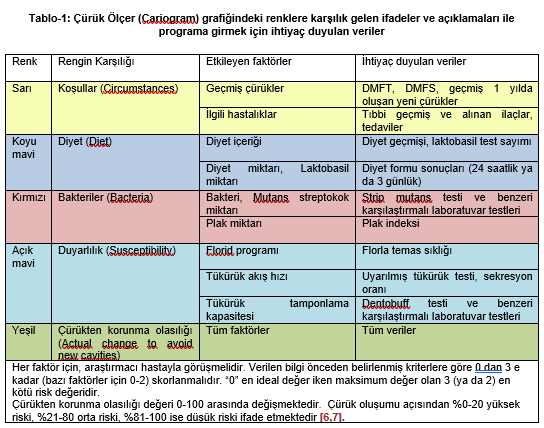 Tablo-1: Çürük Ölçer (Cariogram) grafiğindeki renklere karşılık gelen ifadeler ve açıklamaları ile
programa girmek için ihtiyaç duyulan veriler
Renk Rengin Karşılığı Etkileyen faktörler İhtiyaç duyulan veriler
Sarı Koşullar (Circumstances) Geçmiş çürükler DMFT, DMFS, geçmiş 1 yılda
oluşan yeni çürükler
İlgili hastalıklar Tıbbi geçmiş ve alınan ilaçlar,
tedaviler
Koyu
mavi
Diyet (Diet) Diyet içeriği Diyet geçmişi, laktobasil test sayımı
Diyet miktarı, Laktobasil
miktarı
Diyet formu sonuçları (24 saatlik ya
da 3 günlük)
Kırmızı Bakteriler (Bacteria) Bakteri, Mutans streptokok
miktarı
Strip mutans testi ve benzeri
karşılaştırmalı laboratuvar testleri
Plak miktarı Plak indeksi
Açık
mavi
Duyarlılık (Susceptibility) Florid programı Florla temas sıklığı
Tükürük akış hızı Uyarılmış tükürük testi, sekresyon
oranı
Tükürük tamponlama
kapasitesi
Dentobuff testi ve benzeri
karşılaştırmalı laboratuvar testleri
Yeşil Çürükten korunma olasılığı
(Actual change to avoid
new cavities)
Tüm faktörler Tüm veriler
Her faktör için, araştırmacı hastayla görüşmelidir. Verilen bilgi önceden belirlenmiş kriterlere göre 0 dan 3 e
kadar (bazı faktörler için 0-2) skorlanmalıdır. “0” en ideal değer iken maksimum değer olan 3 (ya da 2) en
kötü risk değeridir.
Çürükten korunma olasılığı değeri 0-100 arasında değişmektedir. Çürük oluşumu açısından %0-20 yüksek
riski, %21-80 orta riski, %81-100 ise düşük riski ifade etmektedir [6,7].